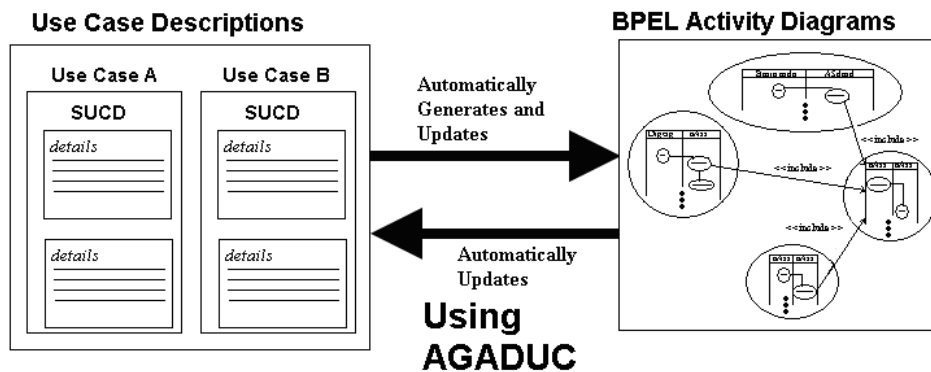 Use Case Descriptions
BPEL Activity Diagrams
Use Case A
Use Case B
SUCD
SUCD
details
details
details
details
Automatically
Generates and
Updates
Automatically
Updates
Using
AGADUC
<<include>>
<<include>>
<<include>>